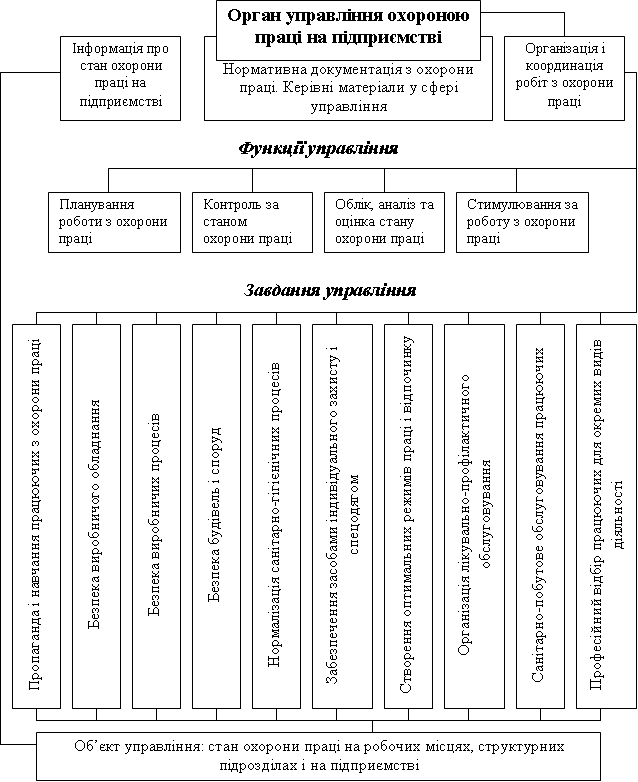 Орган управління охороною
праці на підприємстві
Інформація про
стан охорони
праці на
підприємстві
Нормативна документація з охорони
праці. Керівні матеріали у сфері
управління
Організація і
координація
робіт з охорони
праці
Функції управління
Планування
роботи з охорони
праці
Контроль за
станом
охорони праці
Облік, аналіз та
оцінка стану
охорони праці
Стимулювання за
роботу з охорони
праці
Завдання управління
Пропаганда і навчання працюючих з охорони праці
Безпека виробничого обладнання
Безпека виробничих процесів
Безпека будівель і споруд
Нормалізація санітарно-гігієнічних процесів
Забезпечення засобами індивідуального захисту і
спецодягом
Створення оптимальних режимів праці і відпочинку
Організація лікувально-профілактичного
обслуговування
Санітарно-побутове обслуговування працюючих
Професійний відбір працюючих для окремих видів
діяльності
Об’єкт управління: стан охорони праці на робочих місцях, структурних
підрозділах і на підприємстві